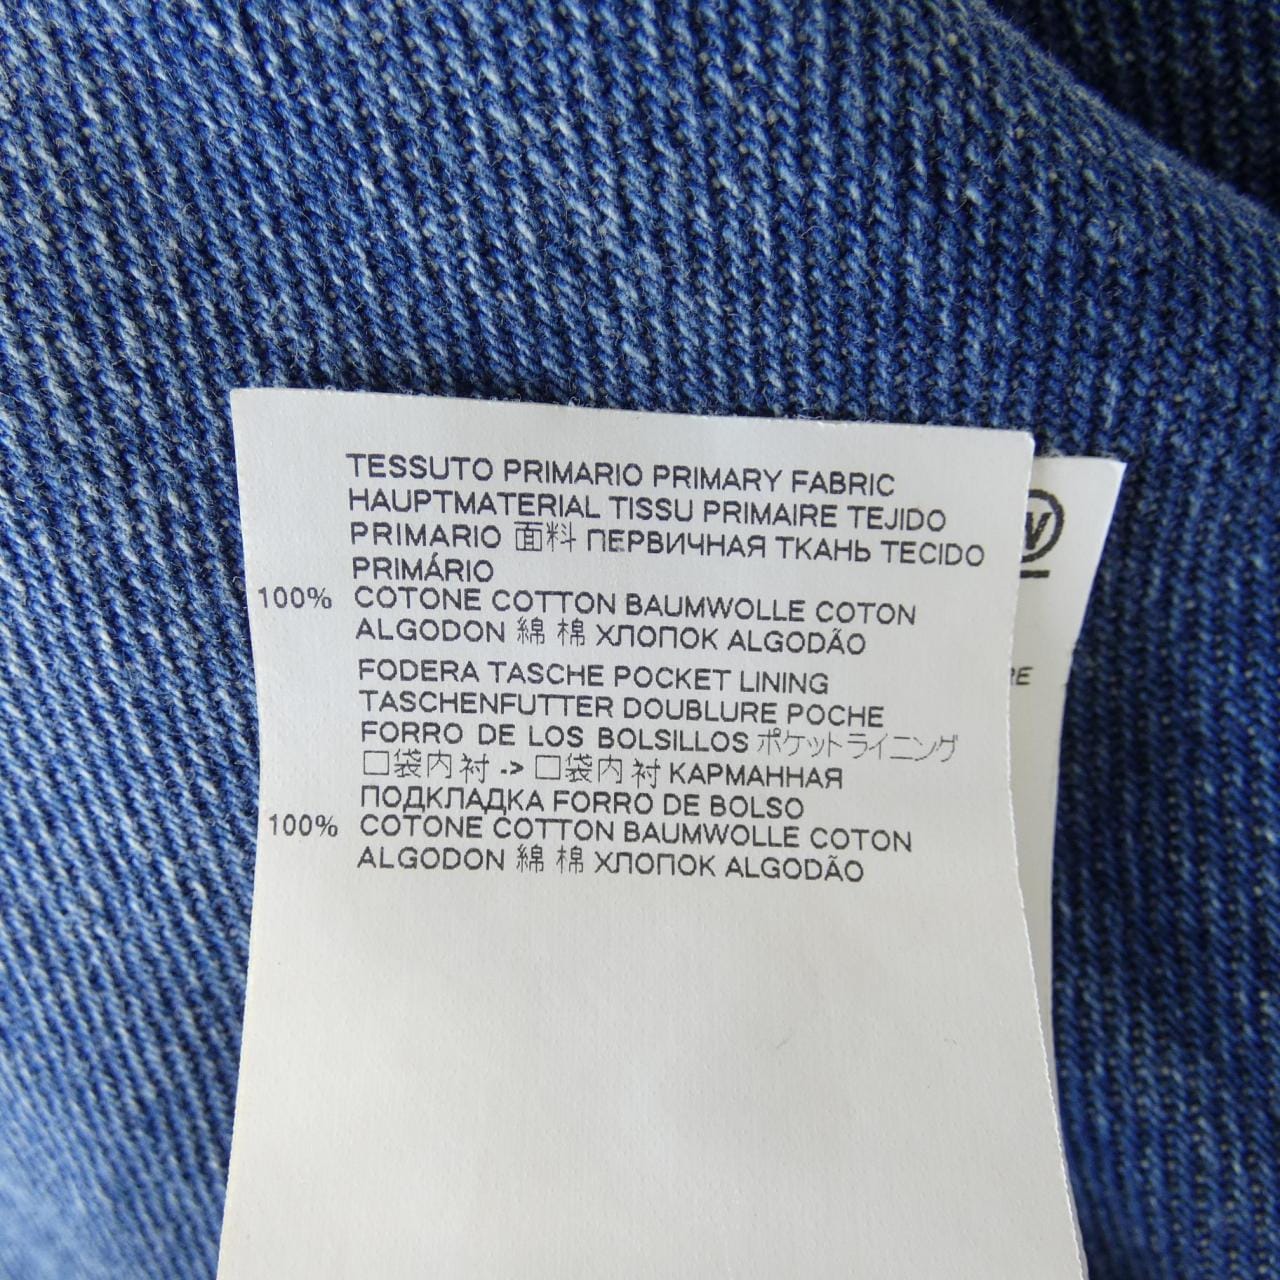 TESSUTO PRIMARIO PRIMARY FABRIC
HAUPTMATERIAL TISSU PRIMAIRE TEJIDO
PRIMARIO 面料 ПЕРВИЧНАЯ ТКАНЬ TECIDO
PRIMÁRIO
100% COTONE COTTON BAUMWOLLE COTON
ALGODON 綿 棉 ХЛОПОК ALGODÃO
FODERA TASCHE POCKET LINING
TASCHENFUTTER DOUBLURE POCHE
FORRO DE LOS BOLSILLOS ポケットライニング
口袋内衬 -> 口袋内衬 КАРМАННАЯ
ПОДКЛАДКА FORRO DE BOLSO
100% COTONE COTTON BAUMWOLLE COTON
ALGODON 綿 棉 ХЛОПОК ALGODÃO
W